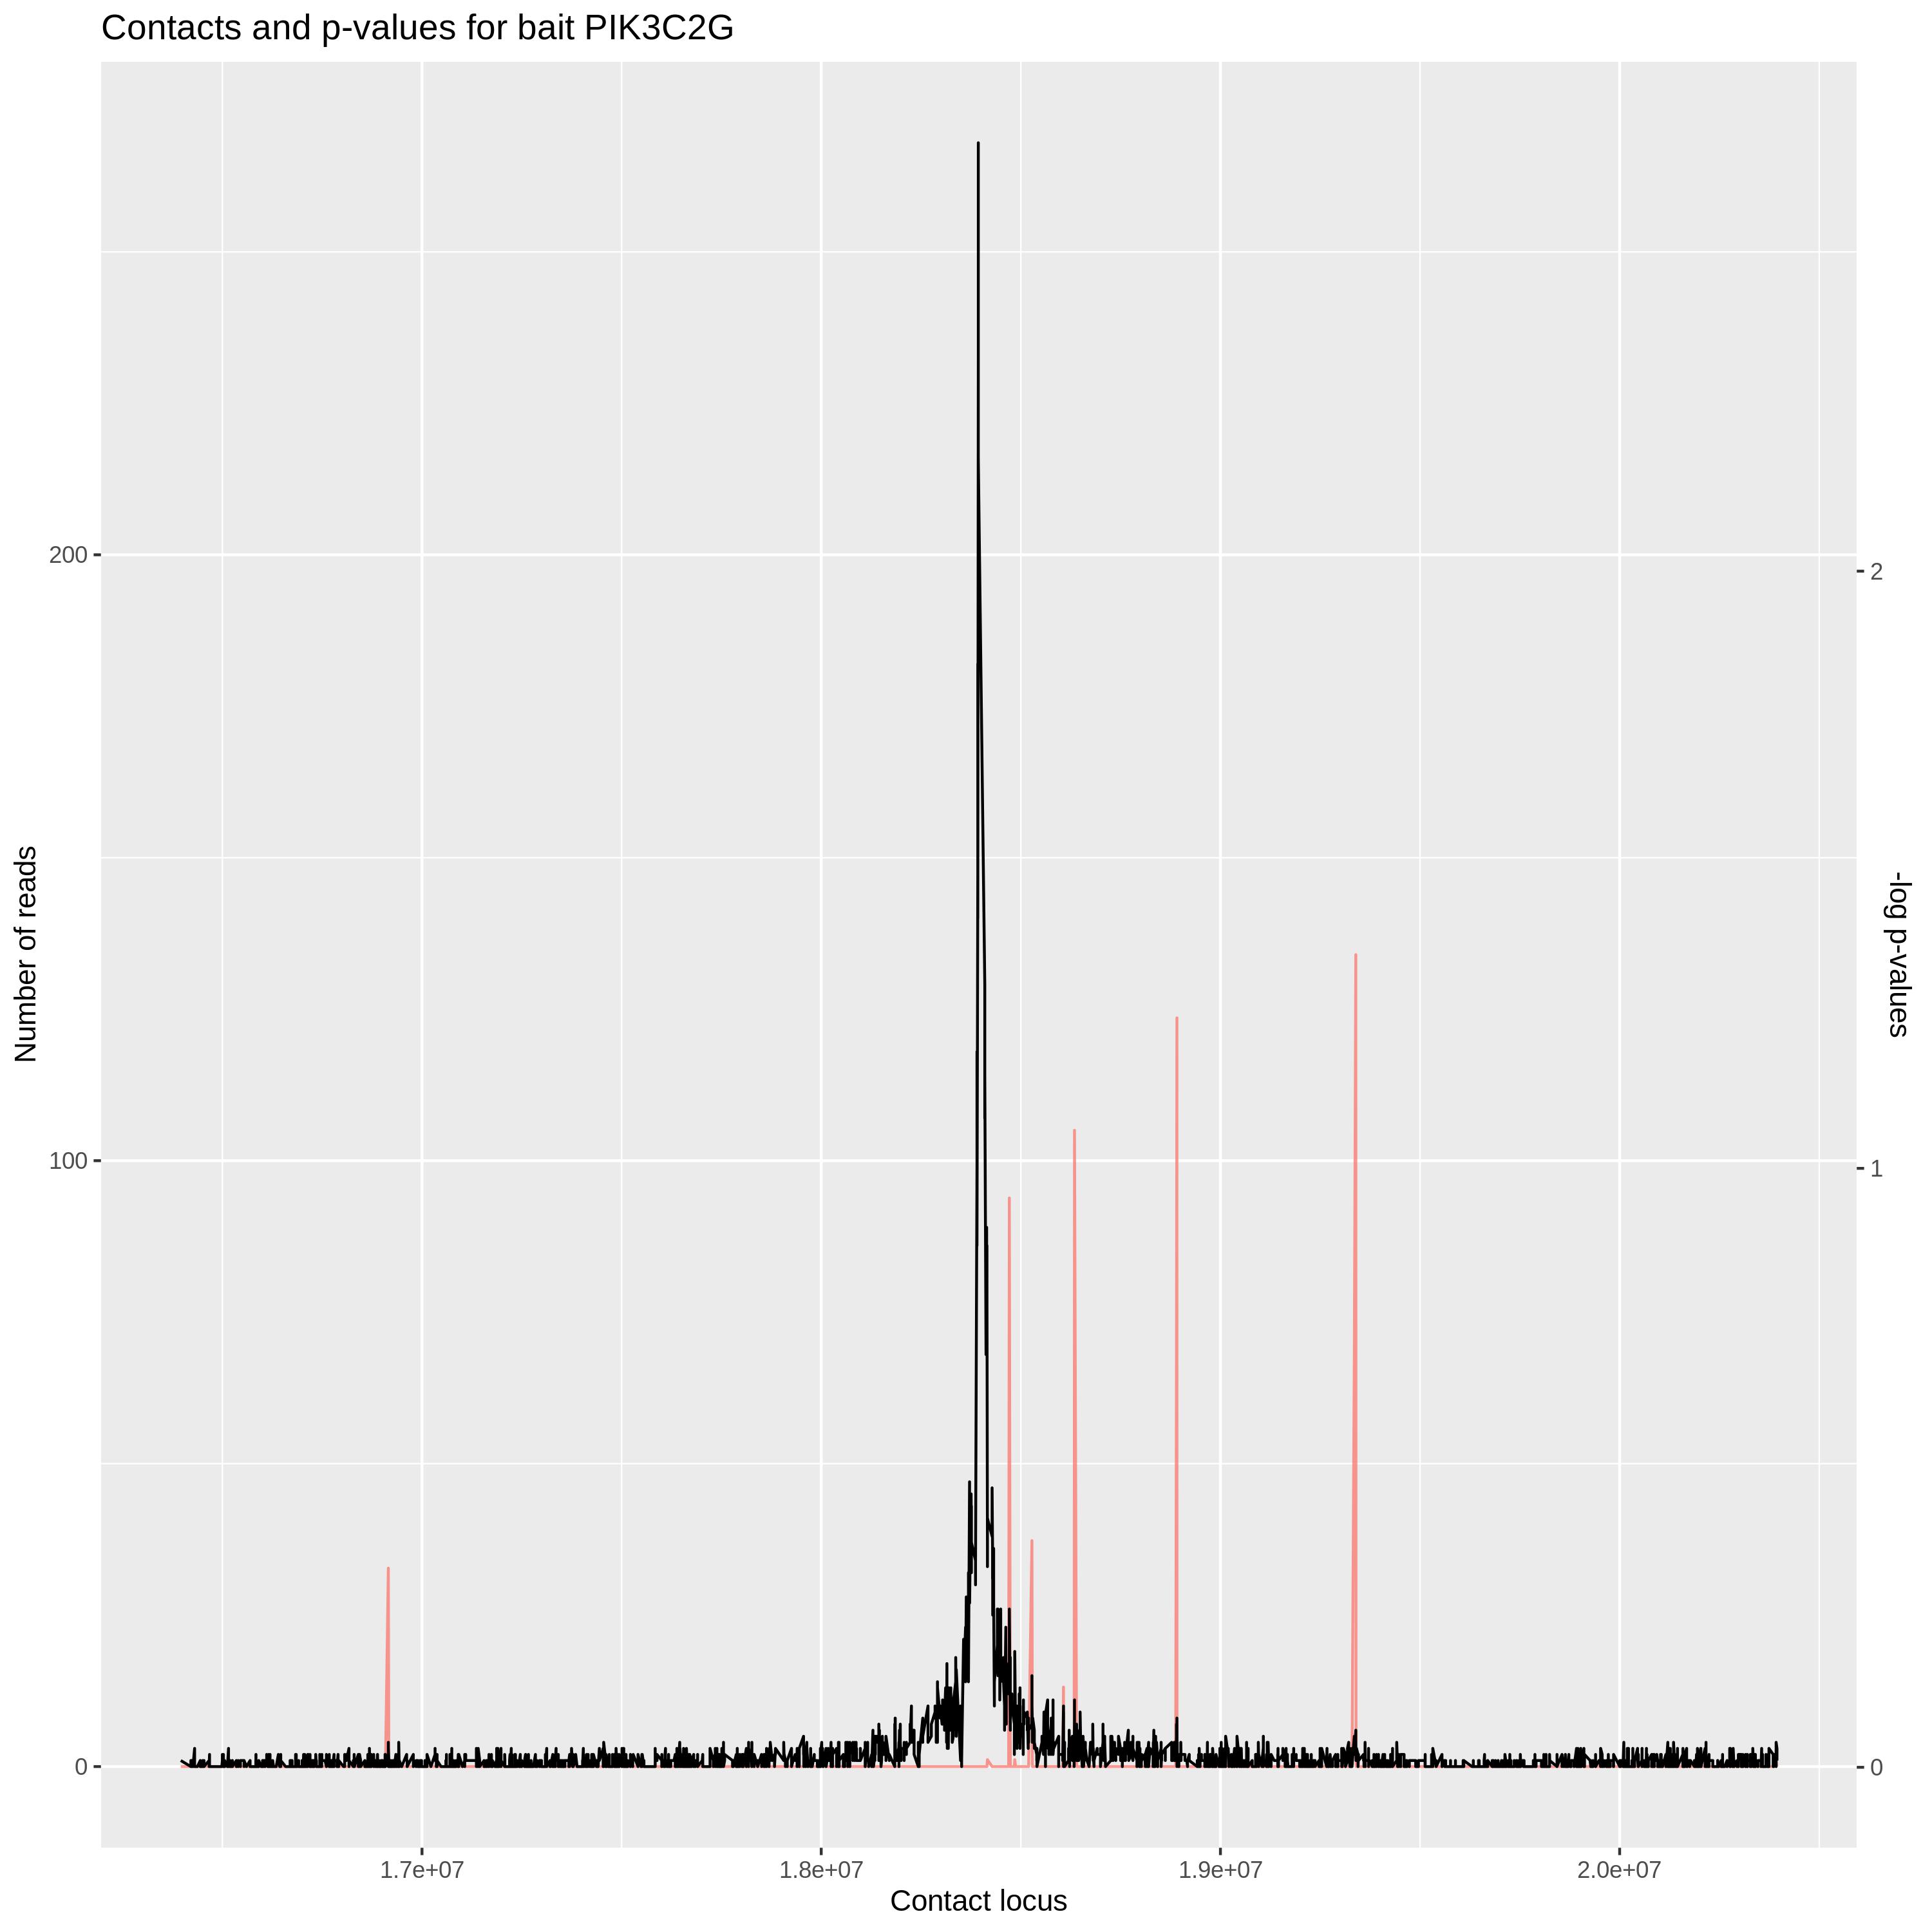 Contacts and p-values for bait PIK3C2G
Number of reads
200
100
0
2
1
0
-log p-values
1.7e+07
1.8e+07
1.9e+07
2.0e+07
Contact locus